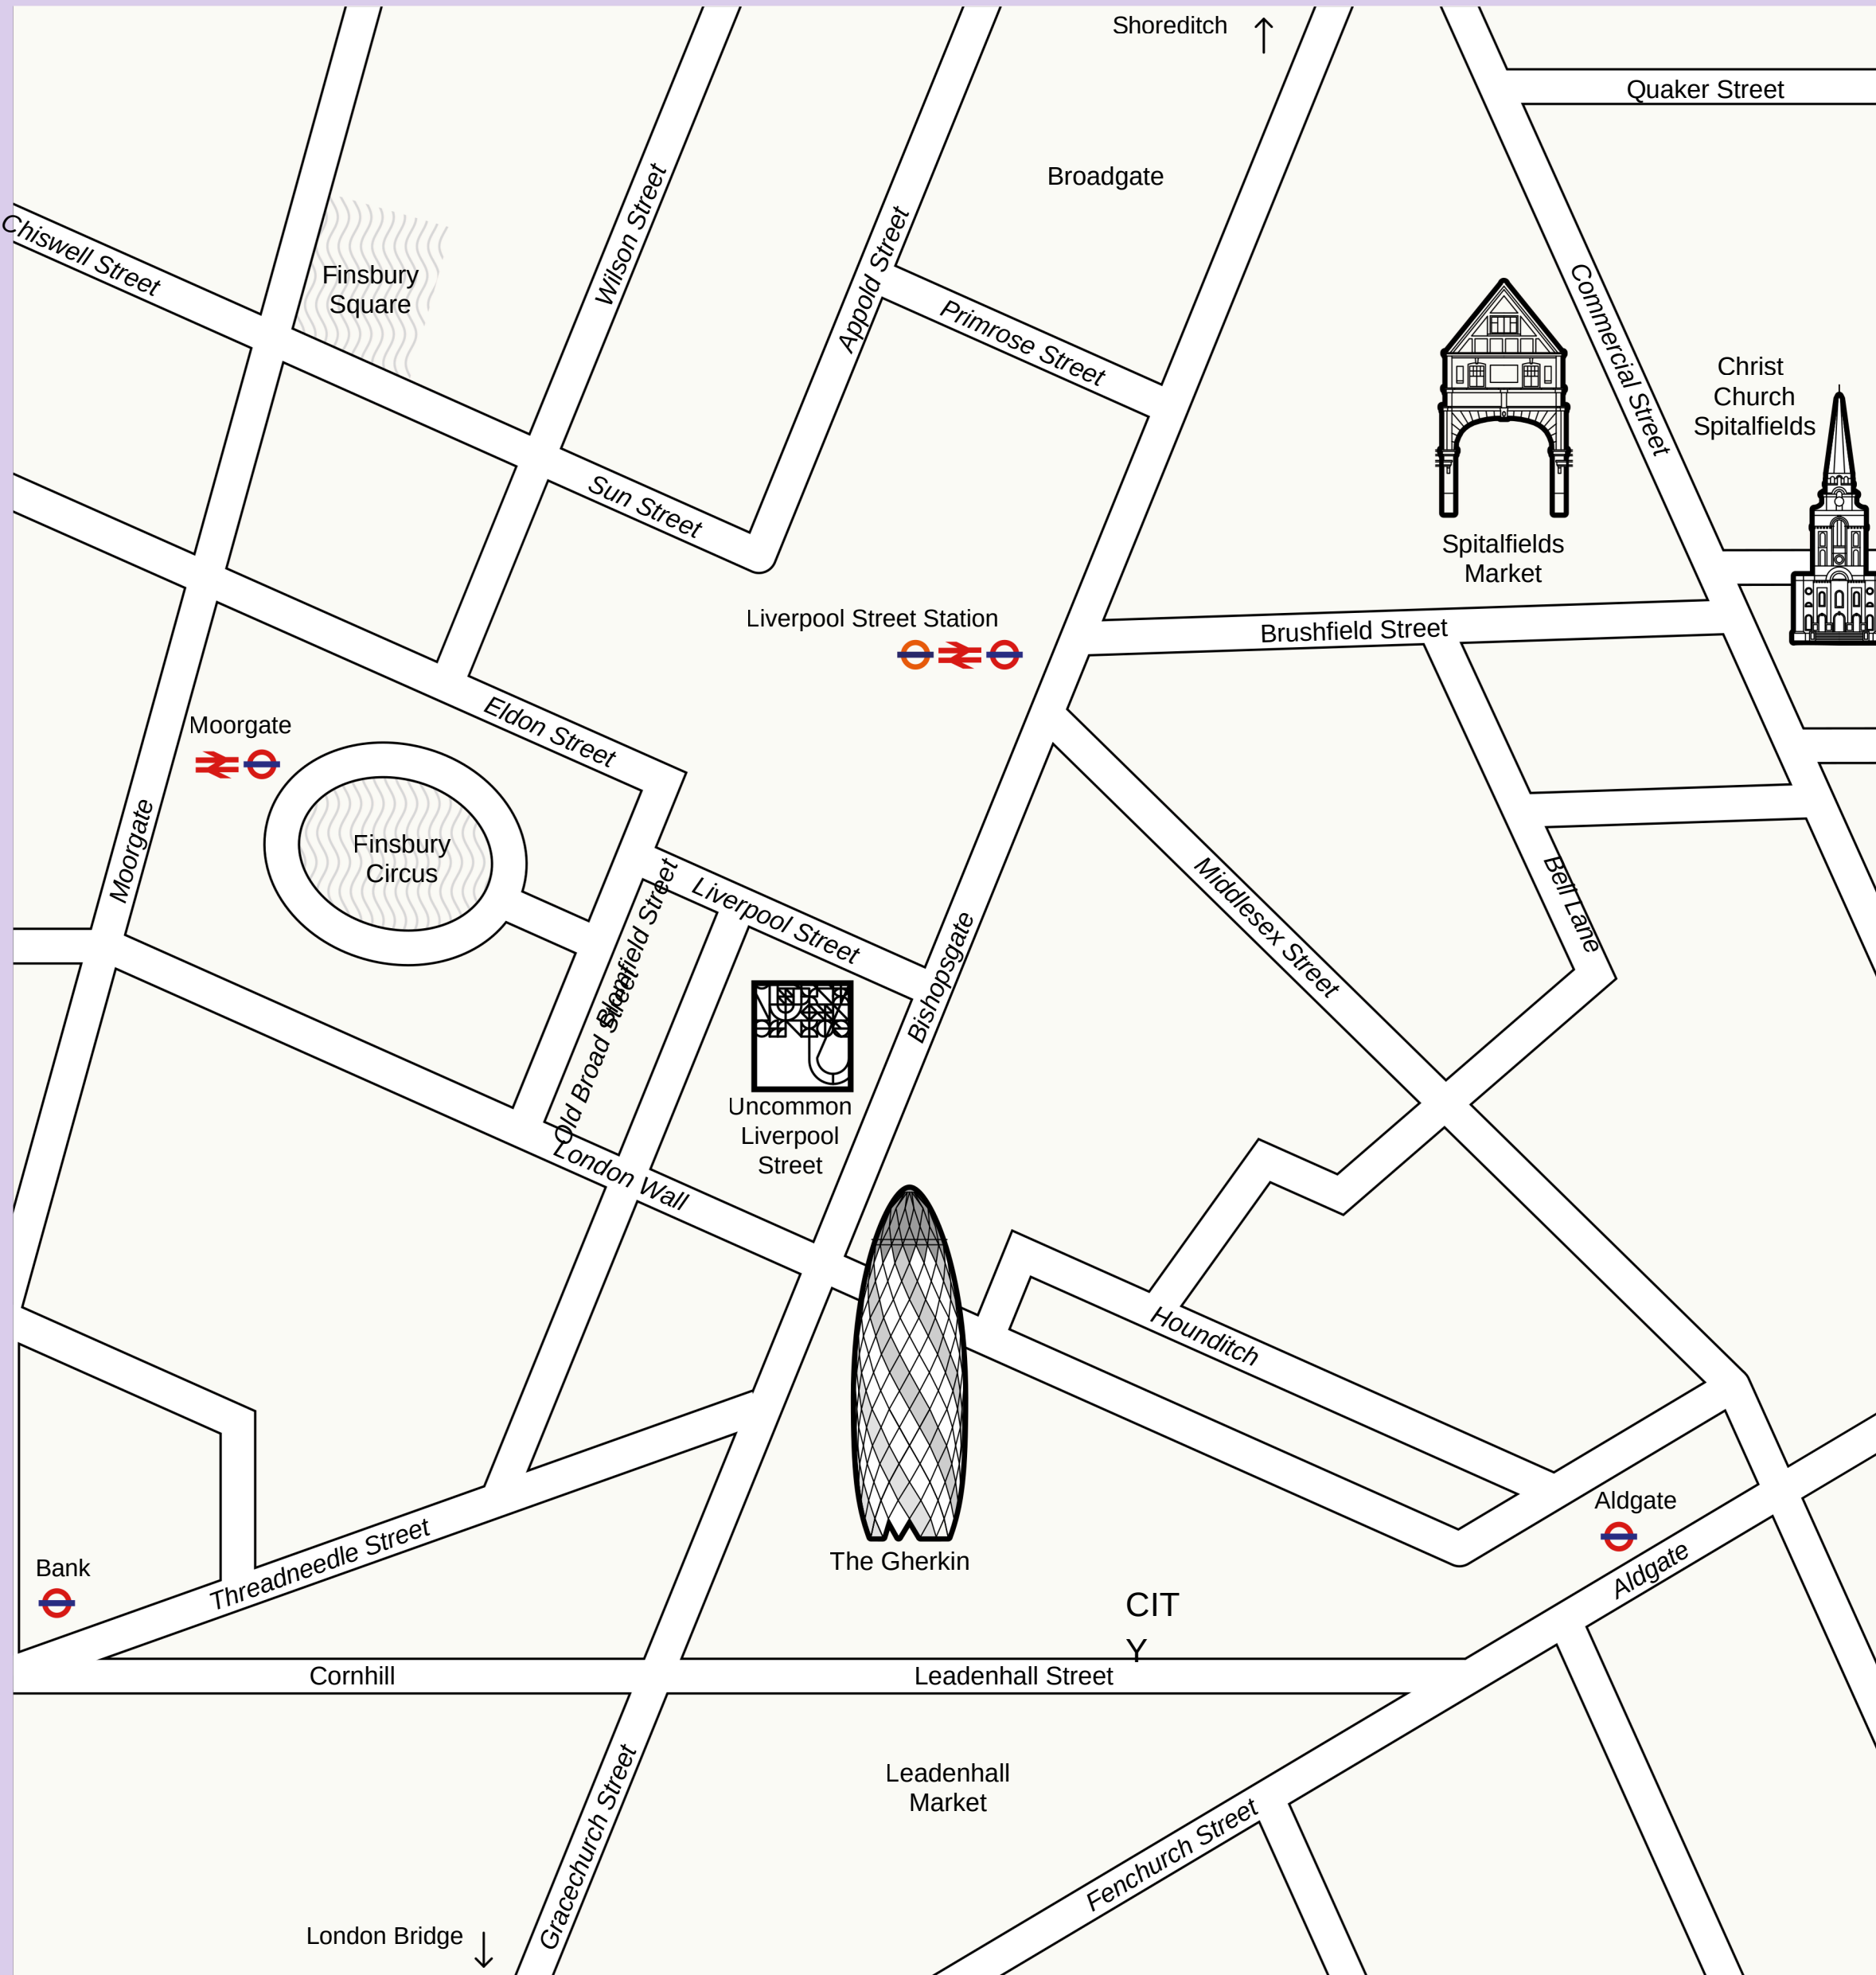 Shoreditch
Quaker Street
Broadgate
Chiswell Street
Finsbury
Square
Wilson Street
Appold Street
Primrose Street
Commercial Street
Christ
Church
Spitalfields
Sun Street
Spitalfields
Market
Liverpool Street Station
Brushfield Street
Eldon Street
Moorgate
Moorgate
Finsbury
Circus
Liverpool Street
Blomfield Street
Old Broad Street
Bishopsgate
Middlesex Street
Bell Lane
Uncommon
Liverpool
Street
London Wall
Hounditch
Threadneedle Street
Bank
The Gherkin
Aldgate
Aldgate
CIT
Y
Cornhill
Leadenhall Street
Leadenhall
Market
Gracechurch Street
Fenchurch Street
London Bridge